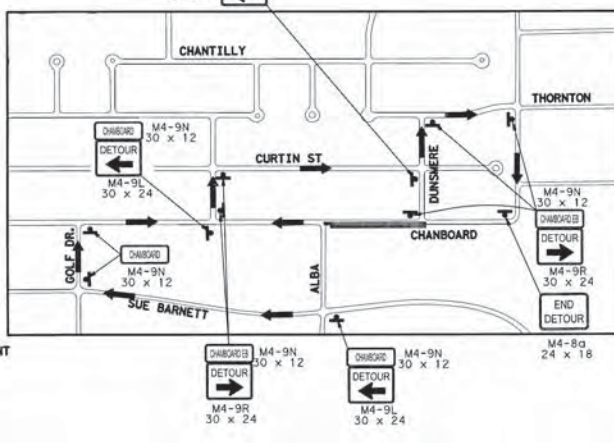 CHANTILLY
THORNTON
CHANBOARD
M4-9N
30 x 12
DETOUR
M4-9L
30 x 24
CURTIN ST
DUNSMERE
M4-9N
30 x 12
CHANBOARD EB
DETOUR
M4-9R
30 x 24
GOLF DR.
CHANBOARD
M4-9N
30 x 12
CHANBOARD
ALBA
SUE BARNETT
END
DETOUR
M4-8a
24 x 18
NT
CHANBOARD EB
M4-9N
30 x 12
DETOUR
M4-9R
30 x 24
CHANBOARD
M4-9N
30 x 12
DETOUR
M4-9L
30 x 24